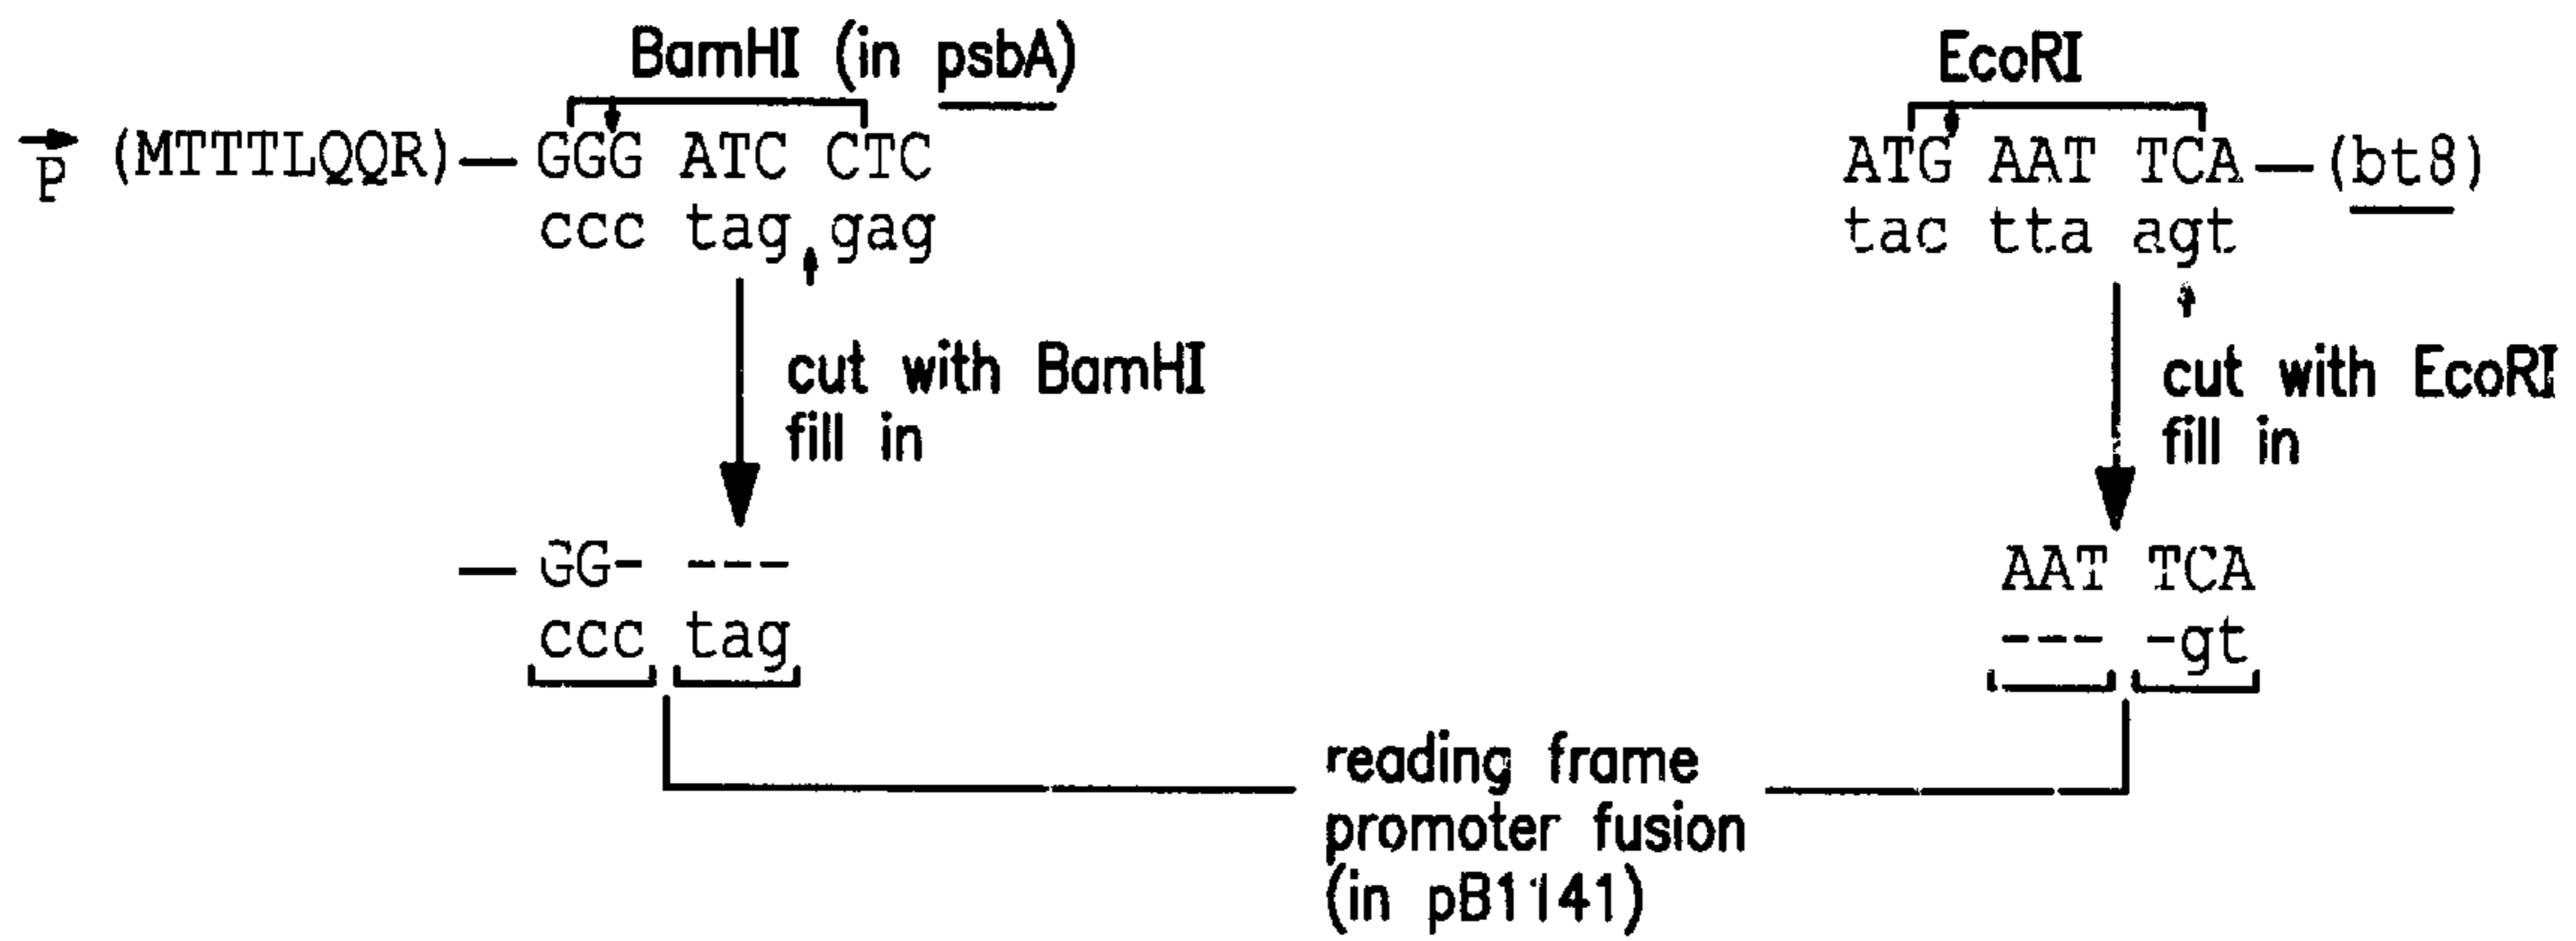 BamHI (in psbA)
EcoRI
P (MTTTLQQR)— GGG ATC CTC
ATG AAT TCA—(bt8)
ccc tag gag
tac tta agt
cut with BamHI
fill in
cut with EcoRI
fill in
— GG- ---
AAT TCA
ccc tag
--- -gt
reading frame
promoter fusion
(in pB1141)